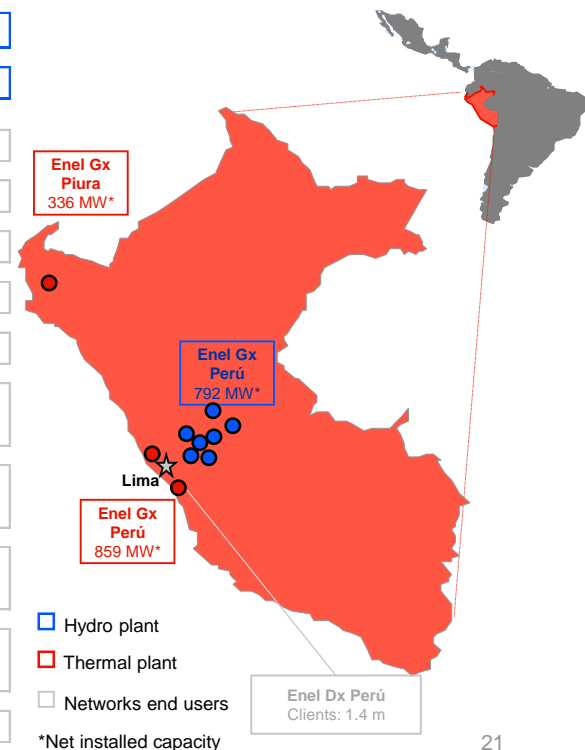 Enel Gx
Piura
336 MW*
Enel Gx
Perú
792 MW*
Lima
Enel Gx
Perú
859 MW*
Hydro plant
Thermal plant
Networks end users
Enel Dx Perú
Clients: 1.4 m
*Net installed capacity
21